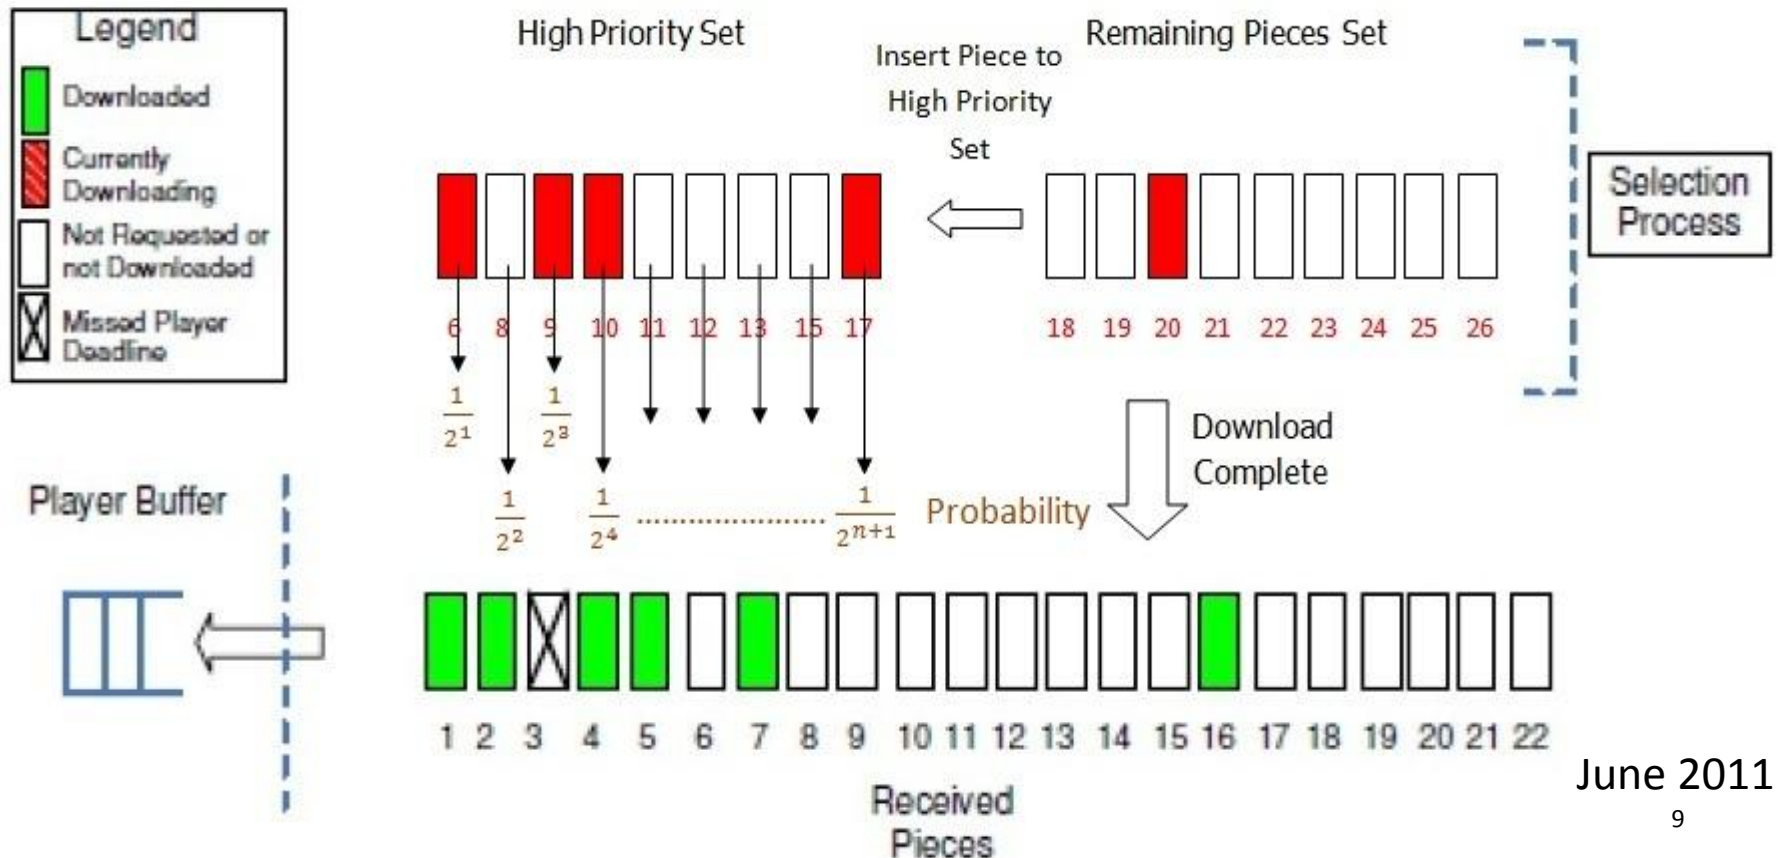 Legend
Downloaded
Currently
Downloading
Not Requested or
not Downloaded
Missed Player
Deadline
High Priority Set
Insert Piece to
High Priority
Set
Remaining Pieces Set
Selection
Process
6 8 9 10 11 12 13 15 17
18 19 20 21 22 23 24 25 26
1/2^1 1/2^3
1/2^2 1/2^4 ...................... 1/2^{n+1} Probability
Download
Complete
Player Buffer
1 2 3 4 5 6 7 8 9 10 11 12 13 14 15 16 17 18 19 20 21 22
Received
Pieces
June 2011
9